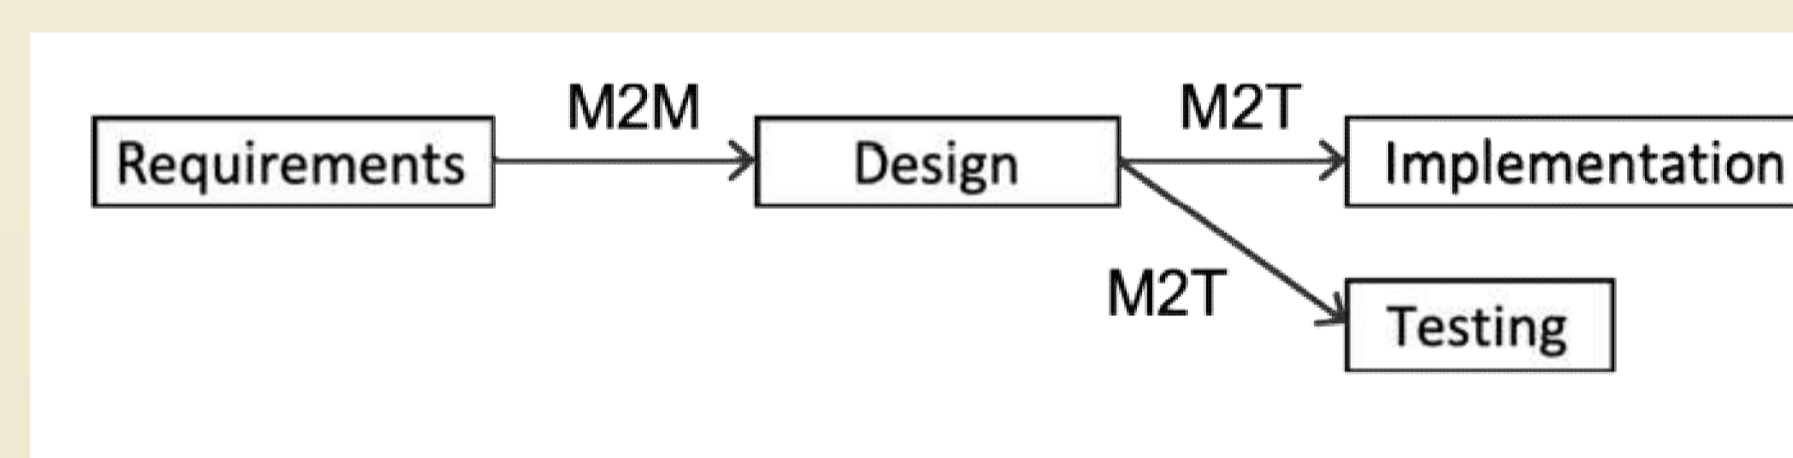 M2M
M2T
Requirements
Design
Implementation
M2T
Testing